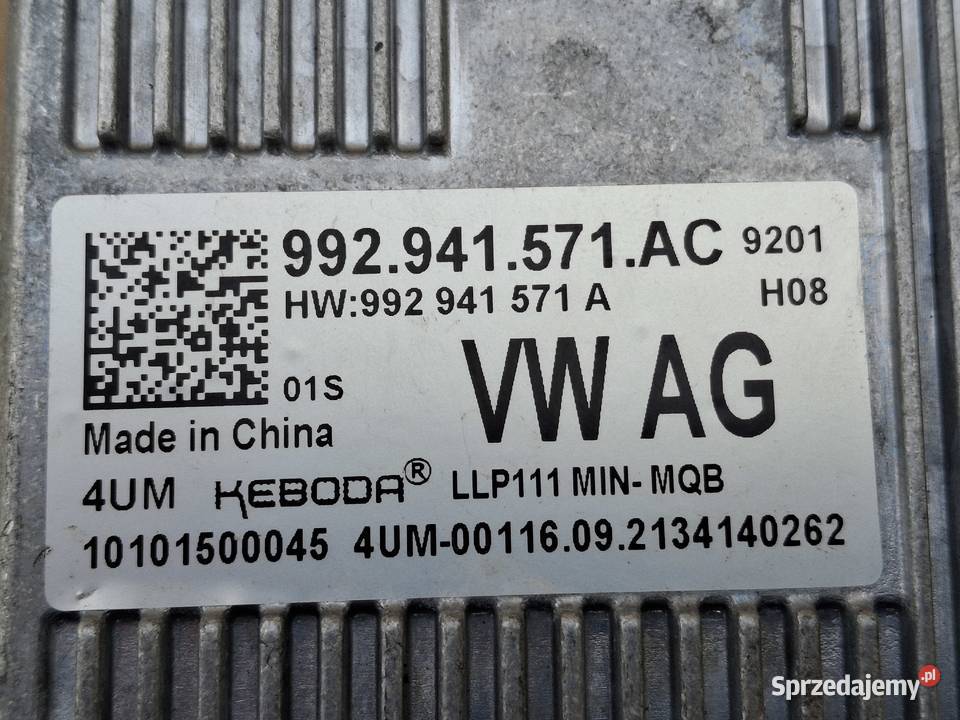 992.941.571.AC 9201
HW:992 941 571 A H08
01S VW AG
Made in China
4UM KEBODA® LLP111 MIN- MQB
10101500045 4UM-00116.09.2134140262
Sprzedajemy.pl